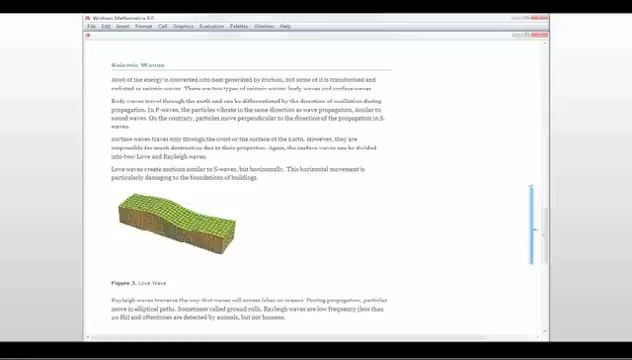 Wolfram Mathematica 8.0
File Edit Insert Format Cell Graphics Evaluation Palettes Window Help
Seismic Waves
Most of the energy is converted into heat generated by friction, but some of it is transformed and
radiated as seismic waves. There are two types of seismic waves: body waves and surface waves.
Body waves travel through the earth and can be differentiated by the direction of oscillation during
propagation. In P-waves, the particles vibrate in the same direction as wave propagation, similar to
sound waves. On the contrary, particles move perpendicular to the direction of the propagation in S-
waves.
Surface waves travel only through the crust or the surface of the Earth. However, they are
responsible for much destruction due to their properties. Again, the surface waves can be divided
into two: Love and Rayleigh waves.
Love waves create motions similar to S-waves, but horizontally. This horizontal movement is
particularly damaging to the foundations of buildings.
Figure 3. Love Wave
Rayleigh waves traverse the way that waves roll across lakes or oceans. During propagation, particles
move in elliptical paths. Sometimes called ground rolls, Rayleigh waves are low frequency (less than
20 Hz) and oftentimes are detected by animals, but not humans.